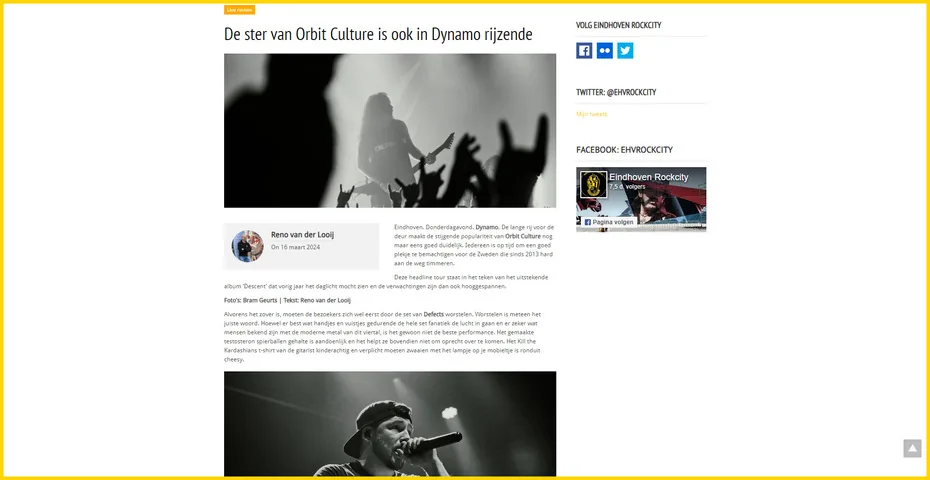 Live review
De ster van Orbit Culture is ook in Dynamo rijzende
Reno van der Looij
On 16 maart 2024
Eindhoven. Donderdagavond. Dynamo. De lange rij voor de
deur maakt de stijgende populariteit van Orbit Culture nog
maar eens goed duidelijk. Iedereen is op tijd om een goed
plekje te bemachtigen voor de Zweden die sinds 2013 hard
aan de weg timmeren.
Deze headline tour staat in het teken van het uitstekende
album 'Descent' dat vorig jaar het daglicht mocht zien en de verwachtingen zijn dan ook hooggespannen.
Foto's: Bram Geurts | Tekst: Reno van der Looij
Alvorens het zover is, moeten de bezoekers zich wel eerst door de set van Defects worstelen. Worstelen is meteen het
juiste woord. Hoewel er best wat handjes en vuistjes gedurende de hele set fanatiek de lucht in gaan en er zeker wat
mensen bekend zijn met de moderne metal van dit viertal, is het gewoon niet de beste performance. Het gemaakte
testosteron spierballen gehalte is aandoenlijk en het helpt ze bovendien niet om oprecht over te komen. Het Kill the
Kardashians t-shirt van de gitarist kinderachtig en verplicht moeten zwaaien met het lampje op je mobieltje is ronduit
cheesy.
VOLG EINDHOVEN ROCKCITY
TWITTER: @EHVROCKCITY
Mijn tweets
FACEBOOK: EHVROCKCITY
Eindhoven Rockcity
7,5 d. volgers
Pagina volgen